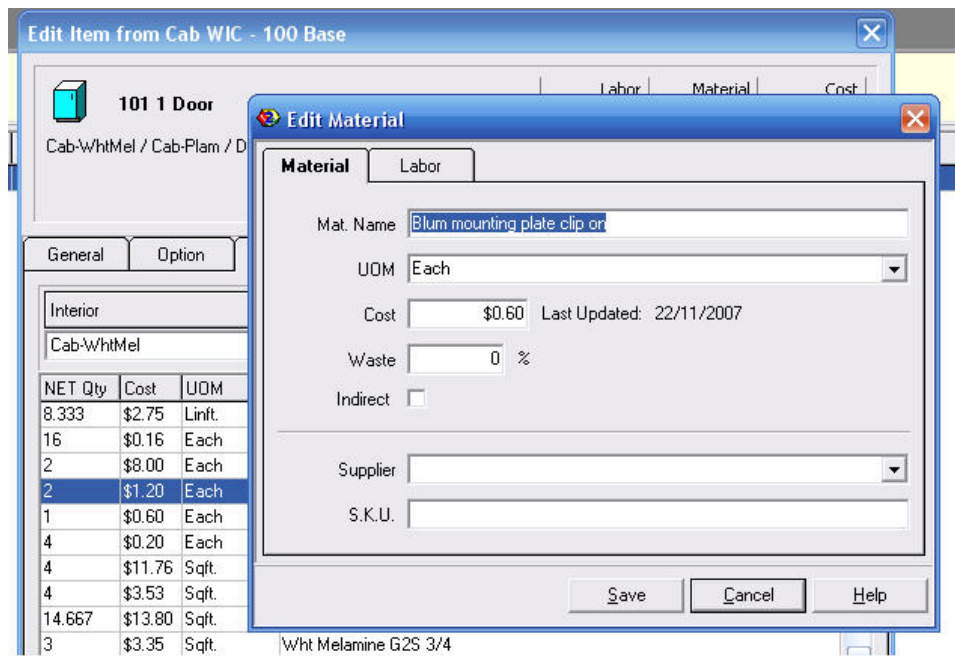 Edit Item from Cab WIC - 100 Base
101 1 Door
Labor Material Cost
Cab-WhtMel / Cab-Plam / D
General Option
Interior
Cab-WhtMel
NET Qty Cost UOM
8.333 $2.75 Linft.
16 $0.16 Each
2 $8.00 Each
2 $1.20 Each
1 $0.60 Each
4 $0.20 Each
4 $11.76 Sqft.
4 $3.53 Sqft.
14.667 $13.80 Sqft.
3 $3.35 Sqft. Wht Melamine G2S 3/4
Edit Material
Material Labor
Mat. Name Blum mounting plate clip on
UOM Each
Cost $0.60 Last Updated: 22/11/2007
Waste 0 %
Indirect
Supplier
S.K.U.
Save Cancel Help